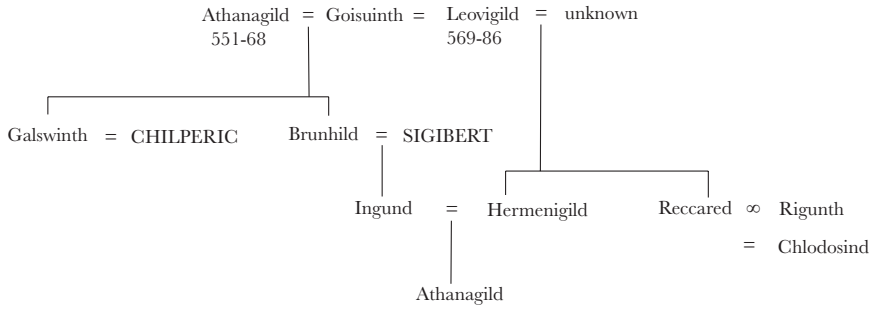 Athanagild = Goisuinth = Leovigild = unknown
551-68 569-86
Galswinth = CHILPERIC Brunhild = SIGIBERT
Ingund = Hermenigild Reccared ∞ Rigunth
= Chlodosind
Athanagild